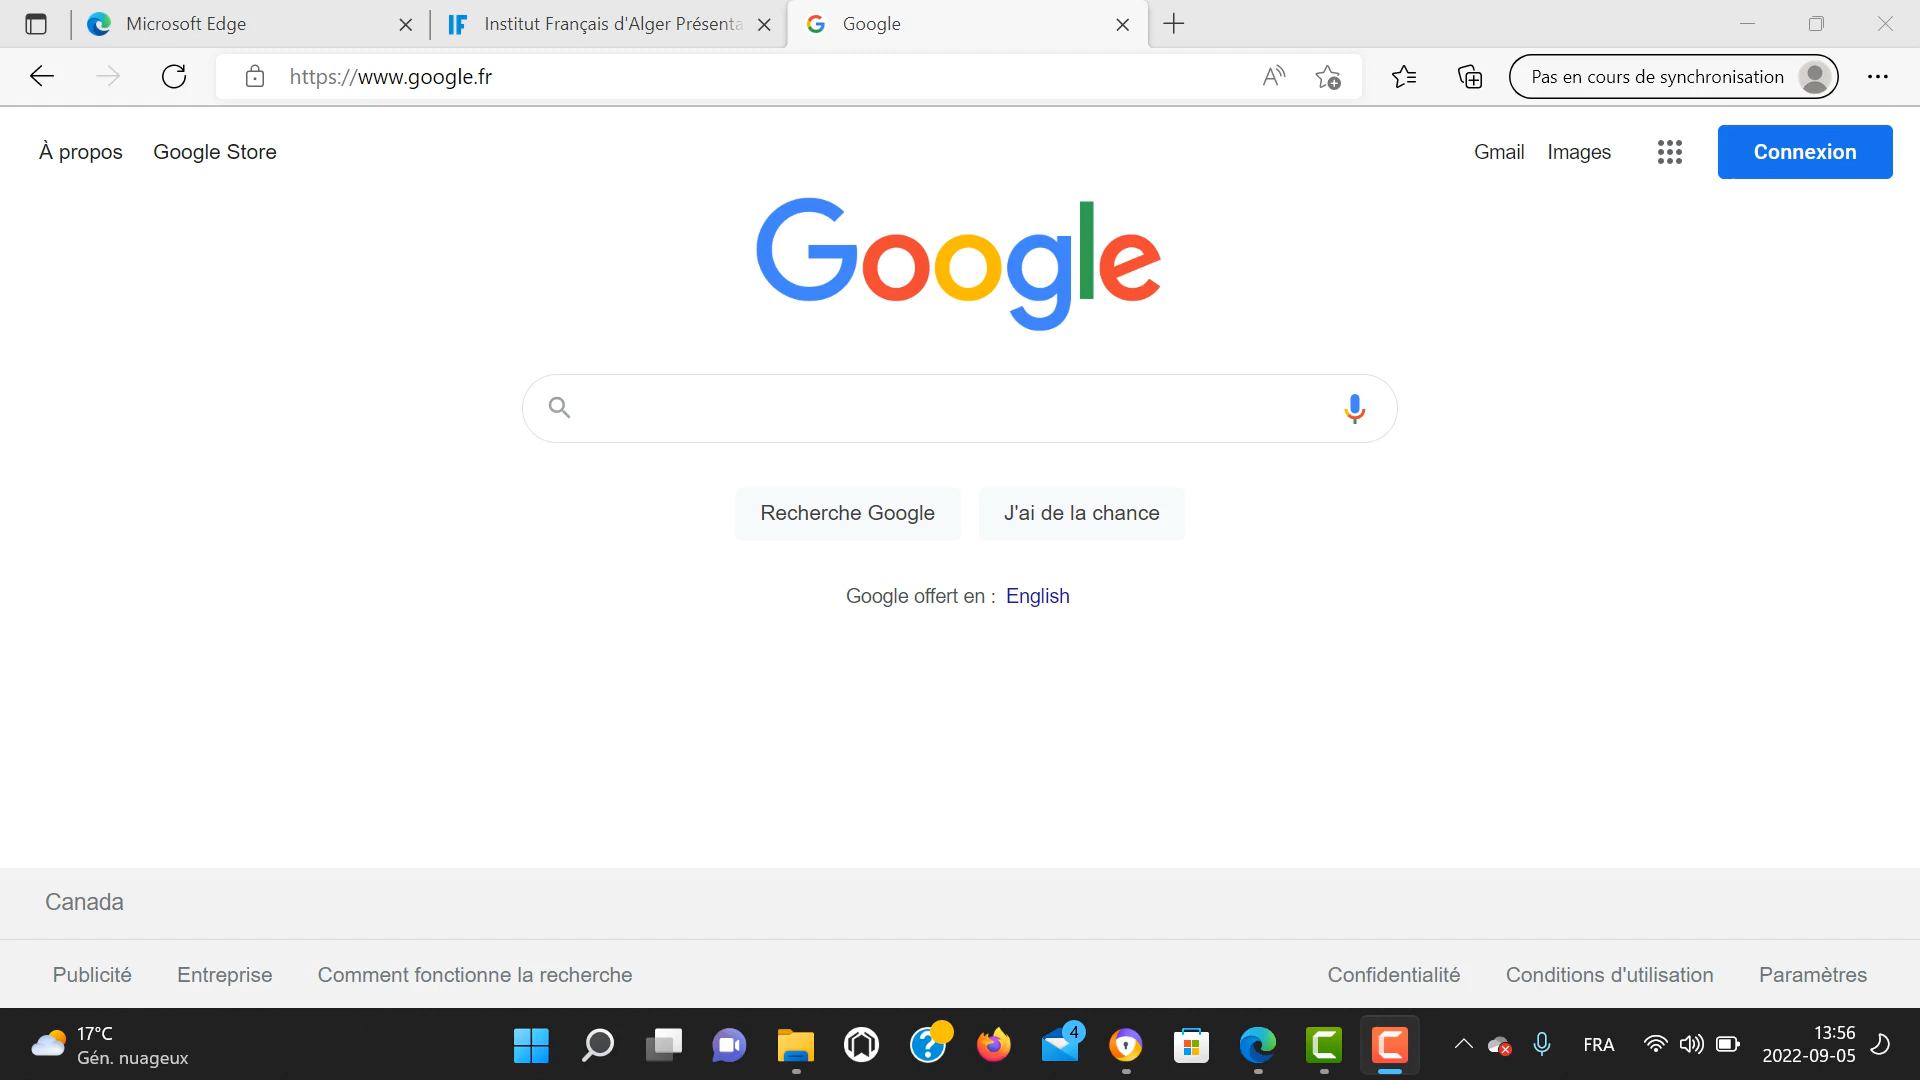 Microsoft Edge
Institut Français d'Alger Présenta
Google
https://www.google.fr
Pas en cours de synchronisation
À propos
Google Store
Gmail
Images
Connexion
Google
Recherche Google
J'ai de la chance
Google offert en : English
Canada
Publicité
Entreprise
Comment fonctionne la recherche
Confidentialité
Conditions d'utilisation
Paramètres
17°C
Gén. nuageux
4
FRA
13:56
2022-09-05